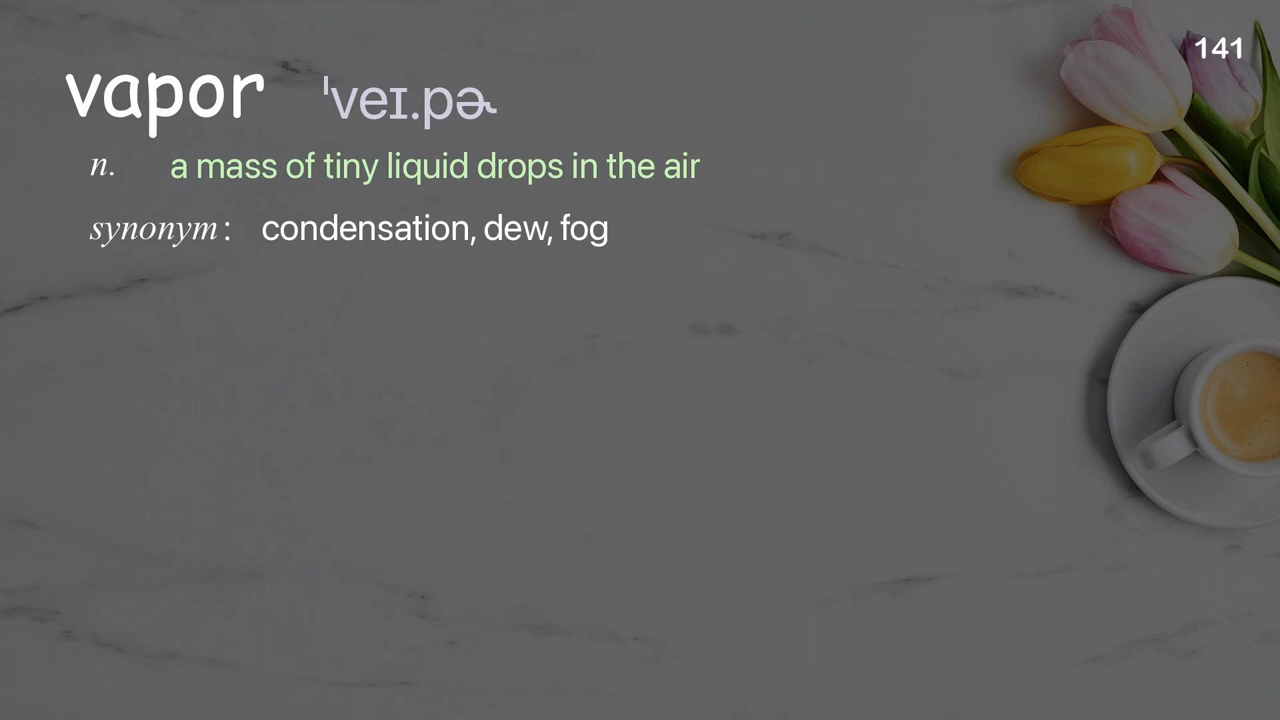 141
vapor ˈveɪ.pɚ
n. a mass of tiny liquid drops in the air
synonym: condensation, dew, fog